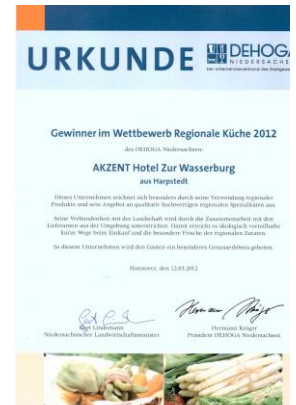 URKUNDE
DEHOGA
NIEDERSACHSEN
Gewinner im Wettbewerb Regionale Küche 2012
des DEHOGA Niedersachsen:
AKZENT Hotel Zur Wasserburg
aus Harpstedt
Dieses Unternehmen zeichnet sich besonders durch seine Verwendung regionaler
Produkte und sein Angebot an qualitativ hochwertigen regionalen Spezialitäten aus.
Seine Verbundenheit mit der Landschaft wird durch die Zusammenarbeit mit den
Lieferanten aus der Umgebung unterstrichen. Damit erreicht es ökologisch vorteilhafte
kurze Wege beim Einkauf und die besondere Frische der regionalen Zutaten.
In diesem Unternehmen wird den Gästen ein besonderes Genusserlebnis geboten.
Hannover, den 12.03.2012
Gert Lindemann
Niedersächsischer Landwirtschaftsminister
Hermann Kröger
Präsident DEHOGA Niedersachsen